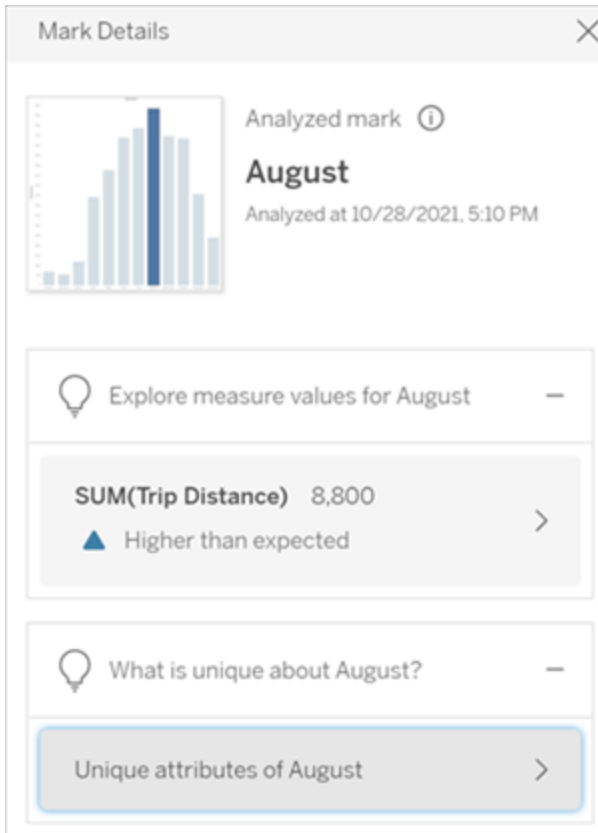 Mark Details
Analyzed mark
August
Analyzed at 10/28/2021, 5:10 PM
Explore measure values for August
SUM(Trip Distance) 8,800
Higher than expected
What is unique about August?
Unique attributes of August